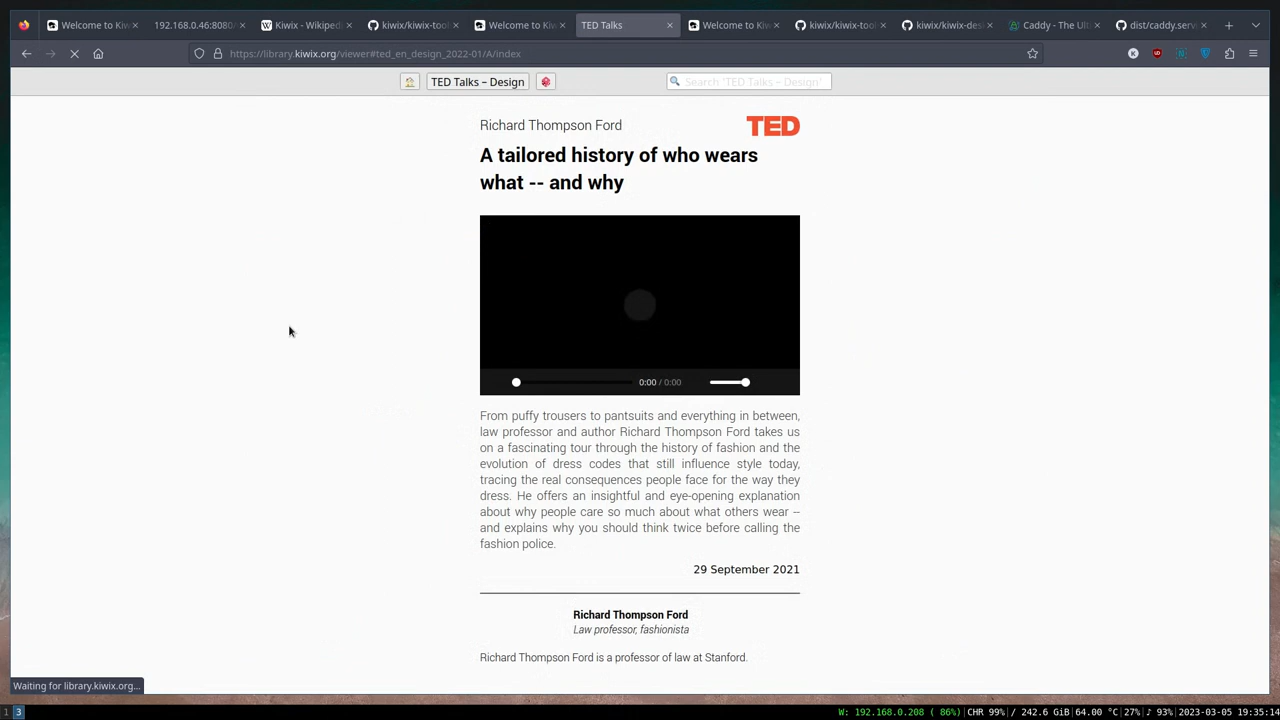 Welcome to Kiwix
192.168.0.46:8080/
Kiwix - Wikipedia
kiwix/kiwix-tool
Welcome to Kiw
TED Talks
Welcome to Kiwi
kiwix/kiwix-tool
kiwix/kiwix-des
Caddy - The Ult
dist/caddy.serv
https://library.kiwix.org/viewer#ted_en_design_2022-01/A/index
TED Talks – Design
Search 'TED Talks – Design'
Richard Thompson Ford
TED
A tailored history of who wears
what -- and why
0:00 / 0:00
From puffy trousers to pantsuits and everything in between,
law professor and author Richard Thompson Ford takes us
on a fascinating tour through the history of fashion and the
evolution of dress codes that still influence style today,
tracing the real consequences people face for the way they
dress. He offers an insightful and eye-opening explanation
about why people care so much about what others wear --
and explains why you should think twice before calling the
fashion police.
29 September 2021
Richard Thompson Ford
Law professor, fashionista
Richard Thompson Ford is a professor of law at Stanford.
Waiting for library.kiwix.org...
1 3
W: 192.168.0.208 ( 86%)|CHR 99%|/ 242.6 GiB|64.00 °C|27%|♪ 93%|2023-03-05 19:35:14